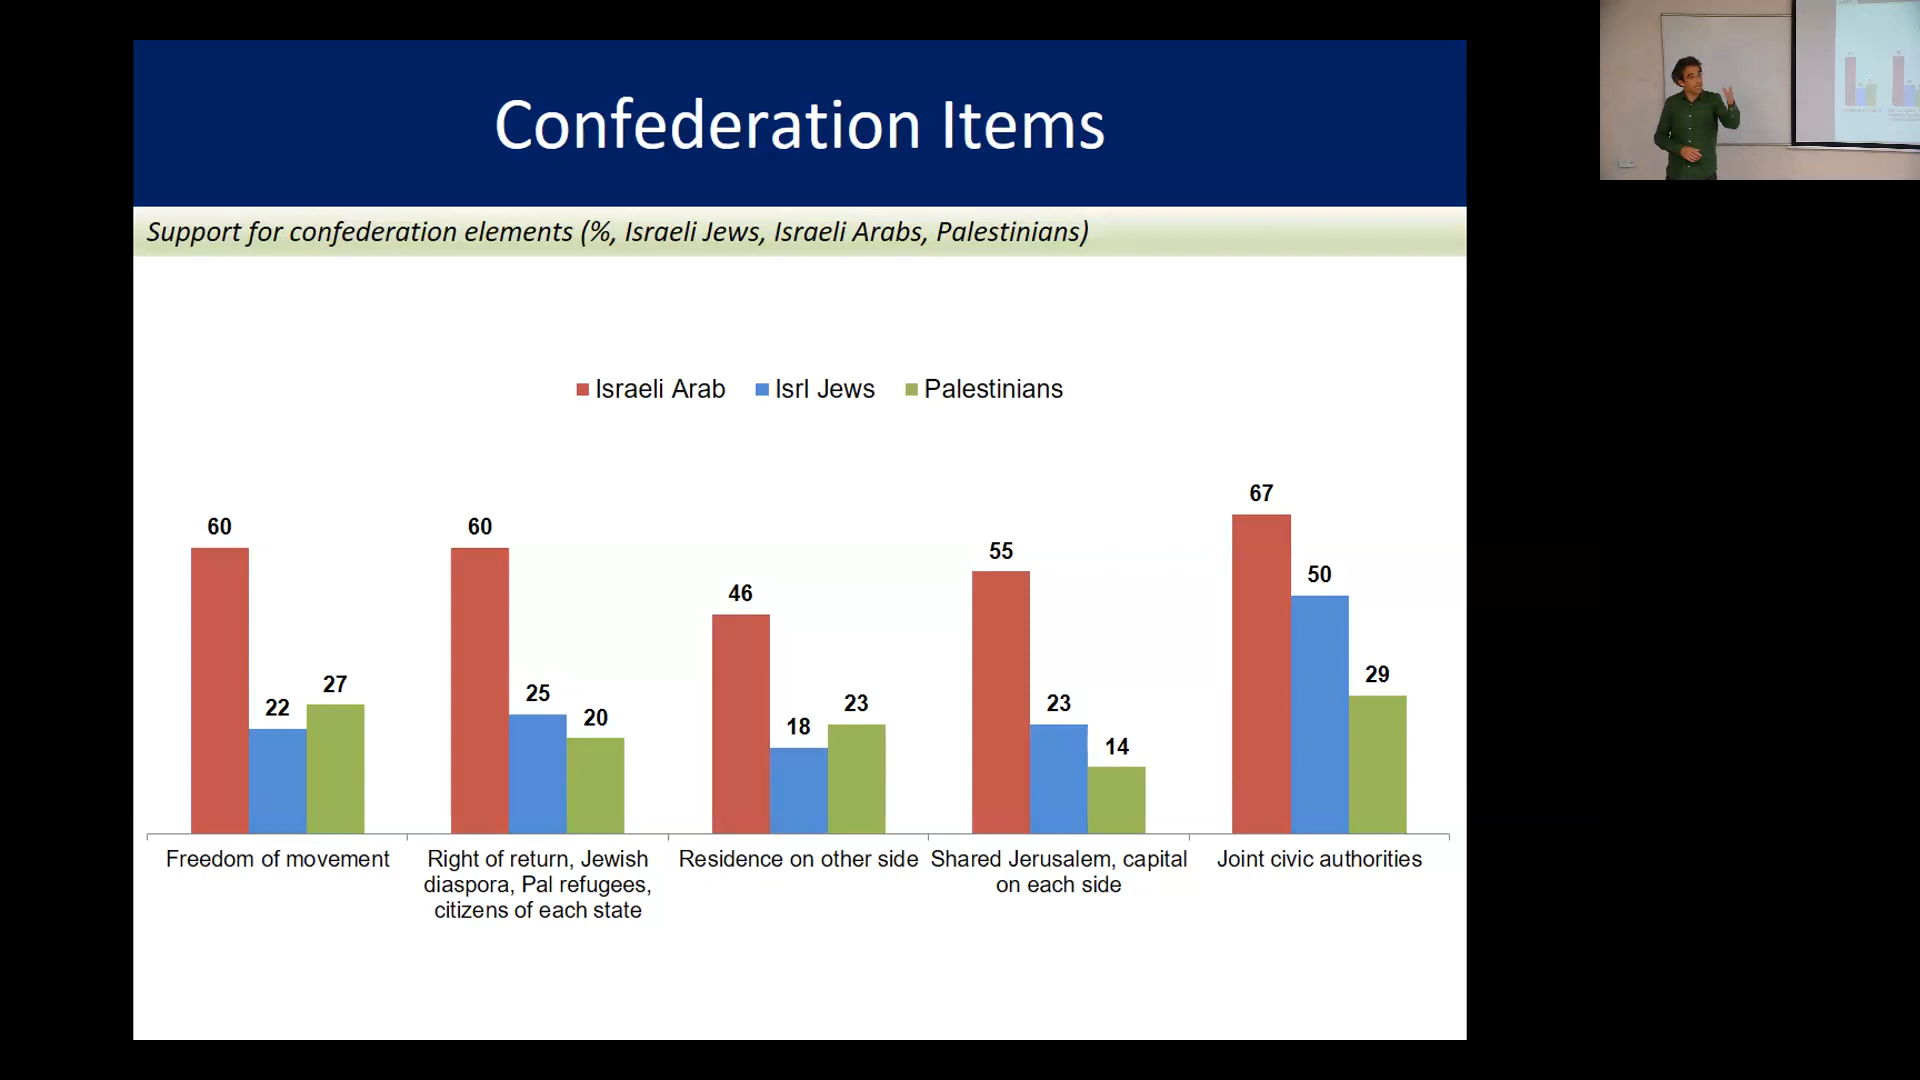 Confederation Items
Support for confederation elements (%, Israeli Jews, Israeli Arabs, Palestinians)
Israeli Arab Isrl Jews Palestinians
60 22 27
60 25 20
46 18 23
55 23 14
67 50 29
Freedom of movement
Right of return, Jewish
diaspora, Pal refugees,
citizens of each state
Residence on other side
Shared Jerusalem, capital
on each side
Joint civic authorities